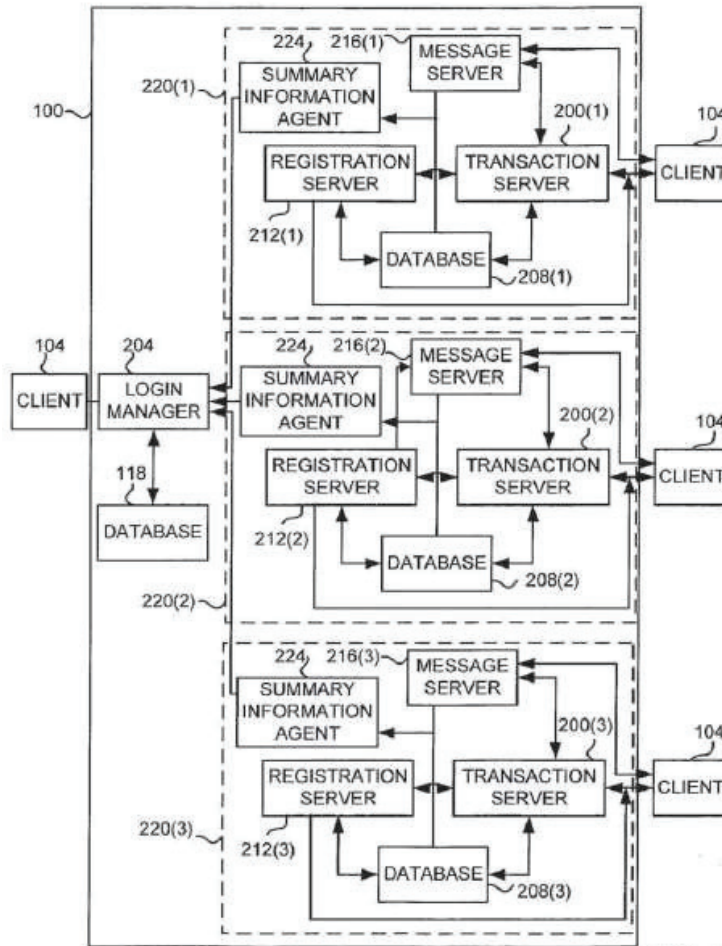 224
216(1)
MESSAGE
SERVER
220(1)
SUMMARY
INFORMATION
AGENT
100
200(1)
104
REGISTRATION
SERVER
TRANSACTION
SERVER
CLIENT
212(1)
DATABASE
208(1)
104
204
224
216(2)
MESSAGE
SERVER
CLIENT
LOGIN
MANAGER
SUMMARY
INFORMATION
AGENT
200(2)
104
118
REGISTRATION
SERVER
TRANSACTION
SERVER
CLIENT
DATABASE
212(2)
DATABASE
208(2)
220(2)
224
216(3)
MESSAGE
SERVER
SUMMARY
INFORMATION
AGENT
200(3)
104
REGISTRATION
SERVER
TRANSACTION
SERVER
CLIENT
220(3)
212(3)
DATABASE
208(3)